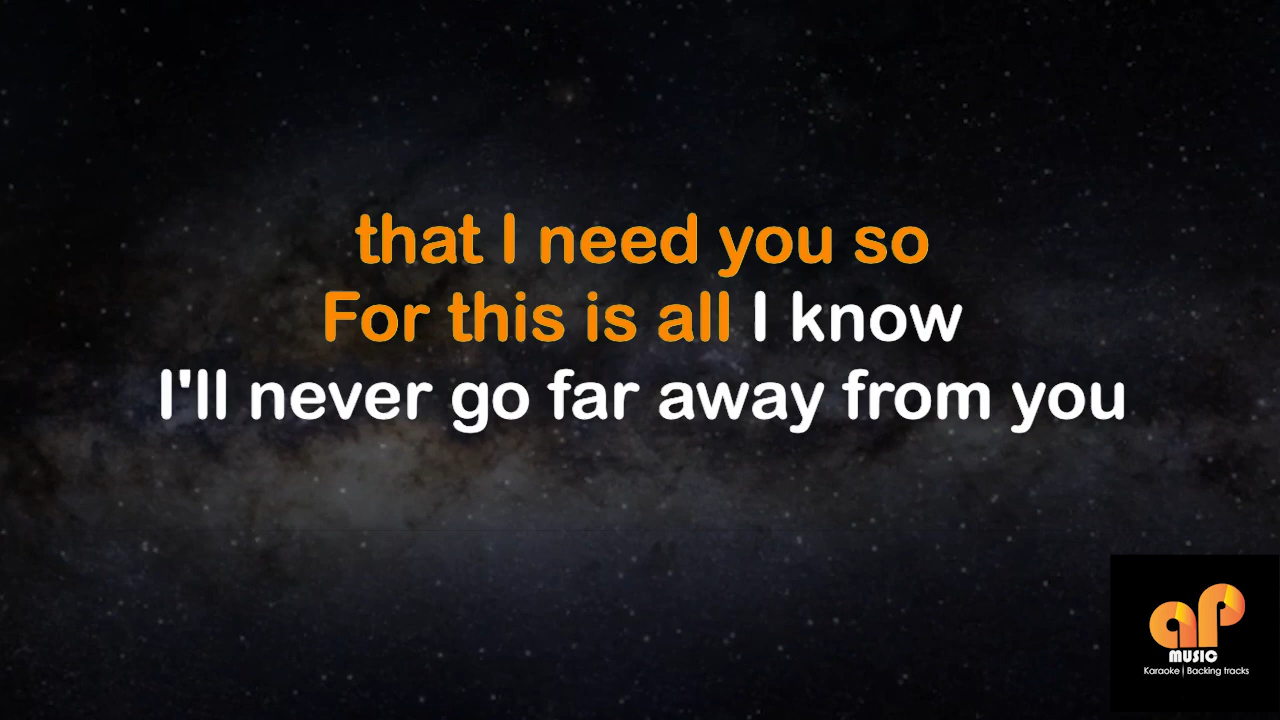 that I need you so
For this is all I know
I'll never go far away from you
ap
MUSIC
Karaoke | Backing tracks